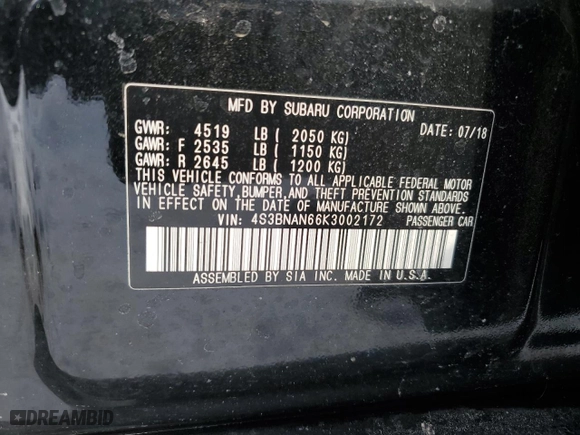 MFD BY SUBARU CORPORATION
GVWR: 4519 LB ( 2050 KG) DATE: 07/18
GAWR: F 2535 LB ( 1150 KG)
GAWR: R 2645 LB ( 1200 KG)
THIS VEHICLE CONFORMS TO ALL APPLICABLE FEDERAL MOTOR
VEHICLE SAFETY, BUMPER, AND THEFT PREVENTION STANDARDS
IN EFFECT ON THE DATE OF MANUFACTURE SHOWN ABOVE.
VIN: 4S3BNAN66K3002172 PASSENGER CAR
ASSEMBLED BY SIA INC. MADE IN U.S.A.
DREAMBID